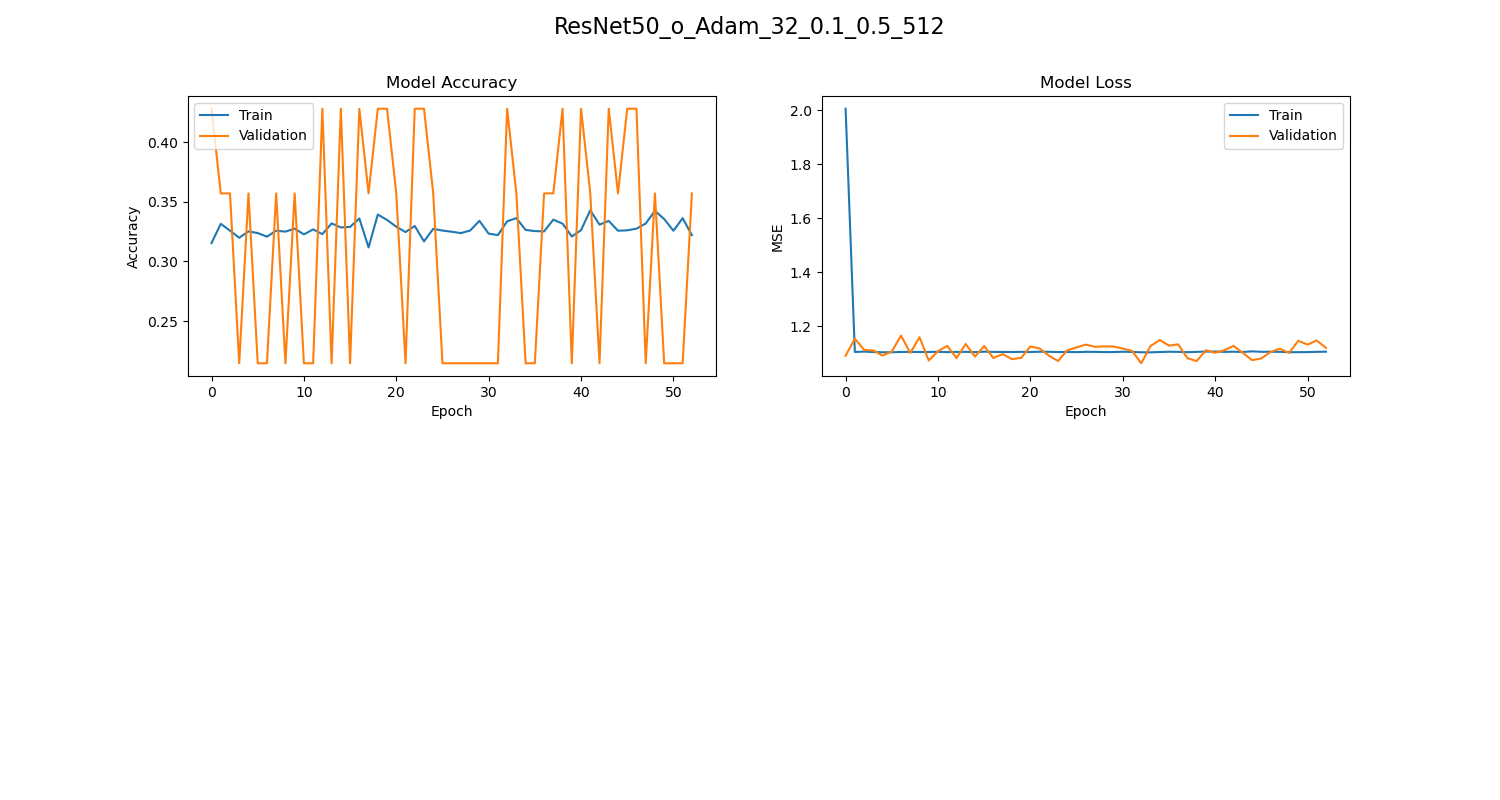 ResNet50_o_Adam_32_0.1_0.5_512
Model Accuracy
Train
Validation
0.40
0.35
0.30
0.25
Accuracy
0 10 20 30 40 50
Epoch
Model Loss
Train
Validation
2.0
1.8
1.6
1.4
1.2
MSE
0 10 20 30 40 50
Epoch